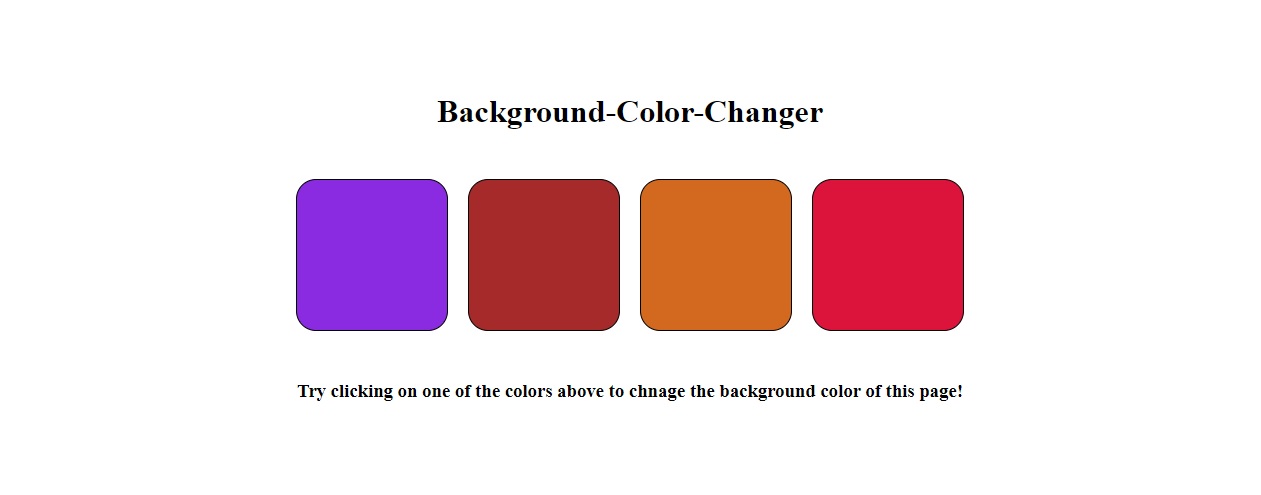 Background-Color-Changer
Try clicking on one of the colors above to chnage the background color of this page!